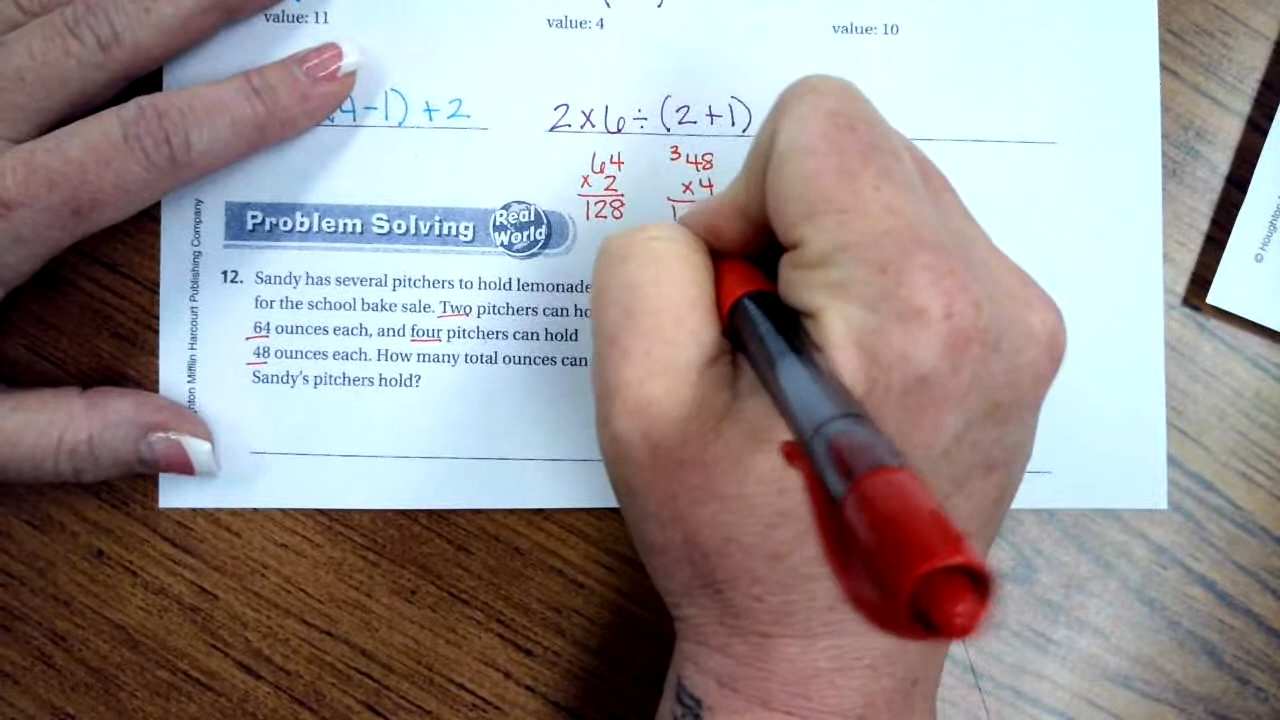 value: 11
value: 4
value: 10
4-1) +2
2×6÷(2+1)
64
× 2
128
3 48
×4
1
Problem Solving Real World
12. Sandy has several pitchers to hold lemonade
for the school bake sale. Two pitchers can
64 ounces each, and four pitchers can hold
48 ounces each. How many total ounces can
Sandy's pitchers hold?
Mifflin Harcourt Publishing Company
© Houghton